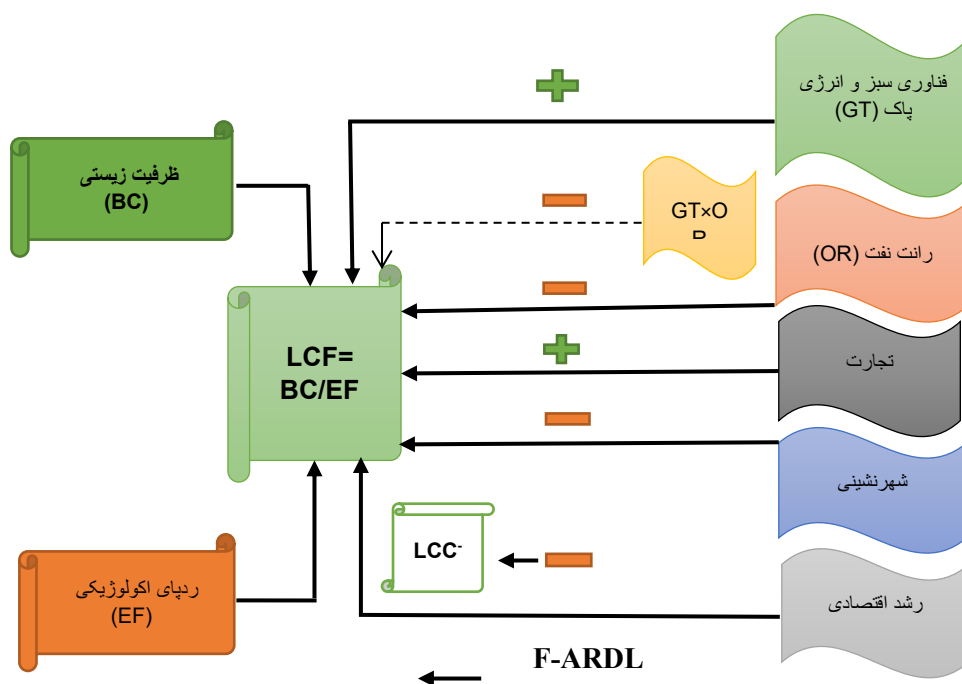 فناوری سبز و انرژی
پاک (GT)
ظرفیت زیستی
(BC)
GT×O
رانت نفت (OR)
LCF=
BC/EF
تجارت
شهرنشینی
LCC-
ردپای اکولوژیکی
(EF)
رشد اقتصادی
F-ARDL